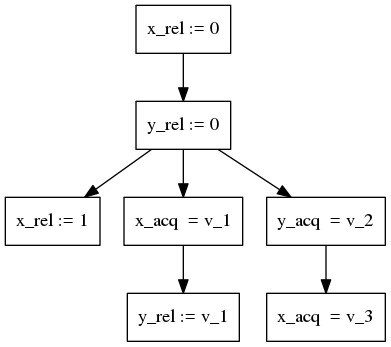 x_rel := 0
y_rel := 0
x_rel := 1
x_acq = v_1
y_acq = v_2
y_rel := v_1
x_acq = v_3